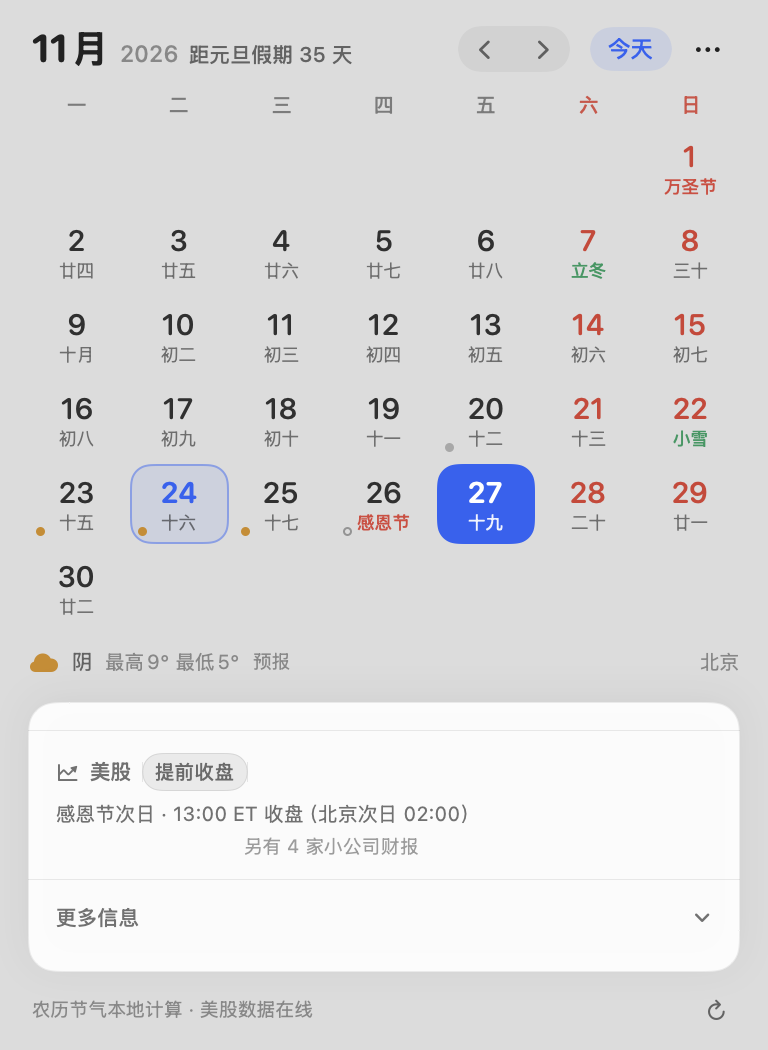 11月 2026 距元旦假期 35 天 今天
一 二 三 四 五 六 日
1
万圣节
2 3 4 5 6 7 8
廿四 廿五 廿六 廿七 廿八 立冬 三十
9 10 11 12 13 14 15
十月 初二 初三 初四 初五 初六 初七
16 17 18 19 20 21 22
初八 初九 初十 十一 十二 十三 小雪
23 24 25 26 27 28 29
十五 十六 十七 感恩节 十九 二十 廿一
30
廿二
阴 最高 9° 最低 5° 预报 北京
美股 提前收盘
感恩节次日 · 13:00 ET 收盘 (北京次日 02:00)
另有 4 家小公司财报
更多信息
农历节气本地计算 · 美股数据在线